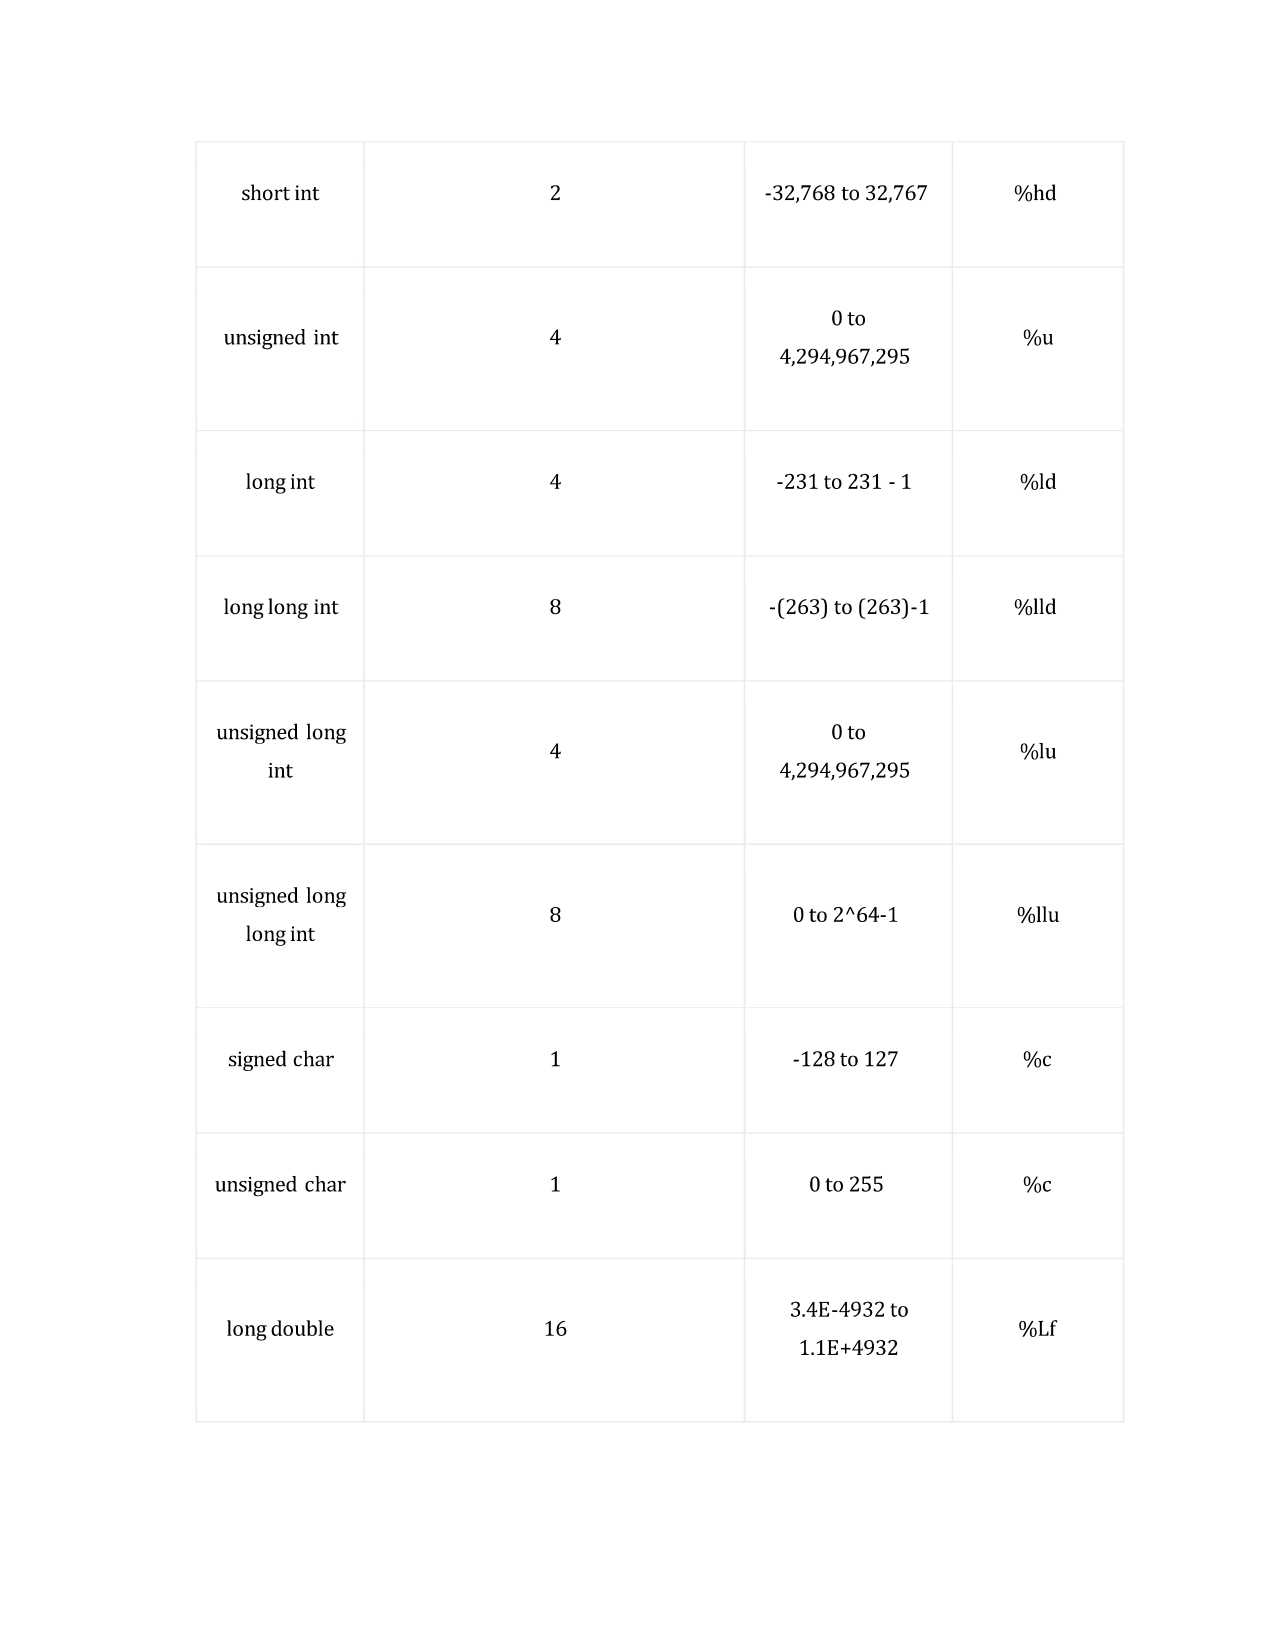 short int 2 -32,768 to 32,767 %hd
unsigned int 4 0 to
4,294,967,295 %u
long int 4 -231 to 231 - 1 %ld
long long int 8 -(263) to (263)-1 %lld
unsigned long
int 4 0 to
4,294,967,295 %lu
unsigned long
long int 8 0 to 2^64-1 %llu
signed char 1 -128 to 127 %c
unsigned char 1 0 to 255 %c
long double 16 3.4E-4932 to
1.1E+4932 %Lf